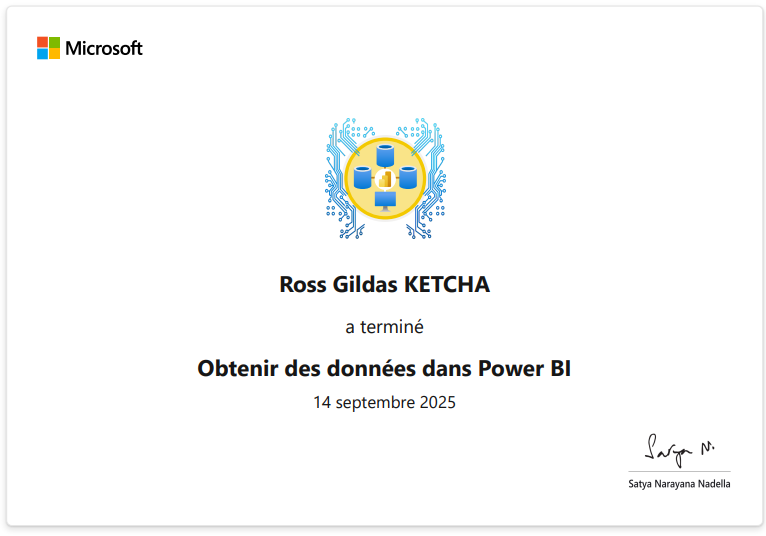 Microsoft
Ross Gildas KETCHA
a terminé
Obtenir des données dans Power BI
14 septembre 2025
Satya N.
Satya Narayana Nadella